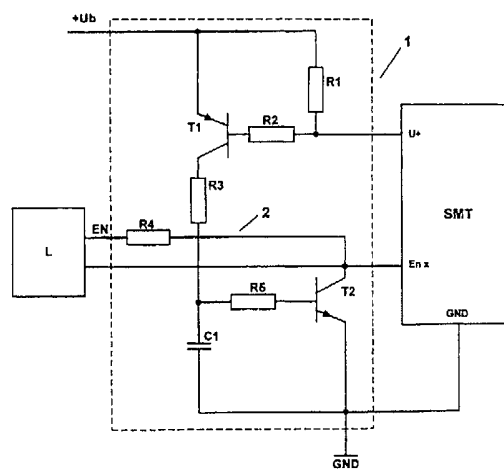 +Ub
1
R1
T1
R2
U+
R3
SMT
2
EN
R4
L
En x
R5
T2
GND
C1
GND